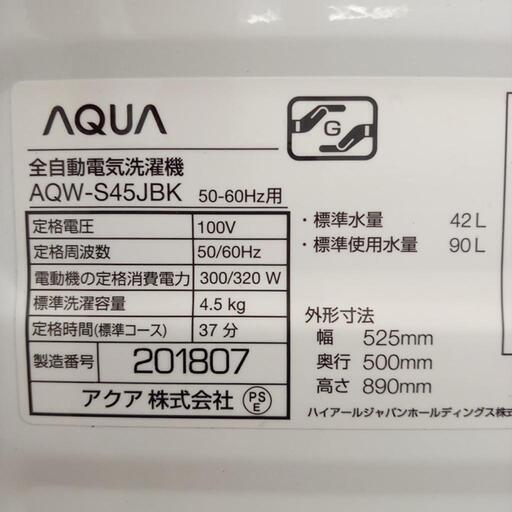 AQUA
G
全自動電気洗濯機
AQW-S45JBK 50-60Hz用
定格電圧 100V
定格周波数 50/60Hz
電動機の定格消費電力 300/320 W
標準洗濯容量 4.5 kg
定格時間(標準コース) 37 分
製造番号 201807
アクア 株式会社 PSE
・標準水量 42 L
・標準使用水量 90 L
外形寸法
幅 525mm
奥行 500mm
高さ 890mm
ハイアールジャパンホールディングス株式